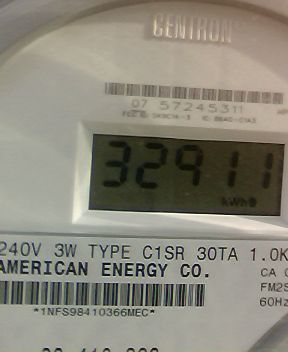 CENTRON
07 57245311
32911
kWh
240V 3W TYPE C1SR 30TA 1.0K
AMERICAN ENERGY CO.
CA
FM2S
60Hz
*1NFS98410366MEC*